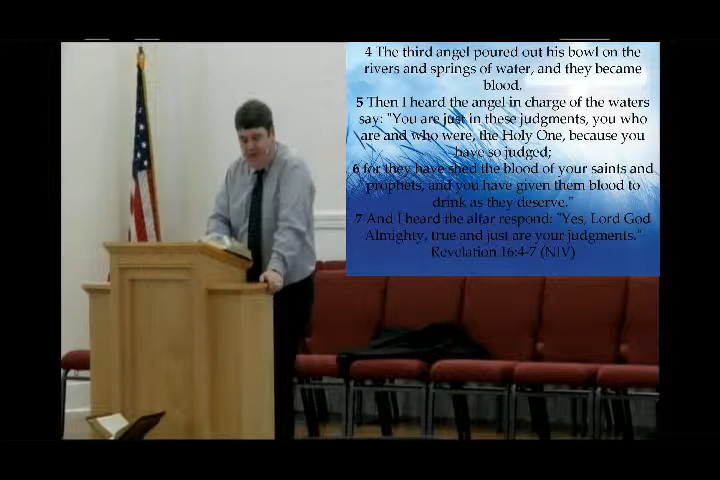 4 The third angel poured out his bowl on the
rivers and springs of water, and they became
blood.
5 Then I heard the angel in charge of the waters
say: "You are just in these judgments, you who
are and who were, the Holy One, because you
have so judged;
6 for they have shed the blood of your saints and
prophets, and you have given them blood to
drink as they deserve."
7 And I heard the altar respond: "Yes, Lord God
Almighty, true and just are your judgments."
Revelation 16:4-7 (NIV)